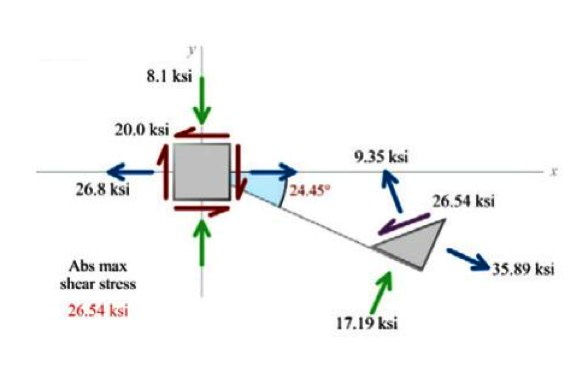 y
8.1 ksi
20.0 ksi
9.35 ksi
x
26.8 ksi
24.45°
26.54 ksi
Abs max
shear stress
26.54 ksi
35.89 ksi
17.19 ksi